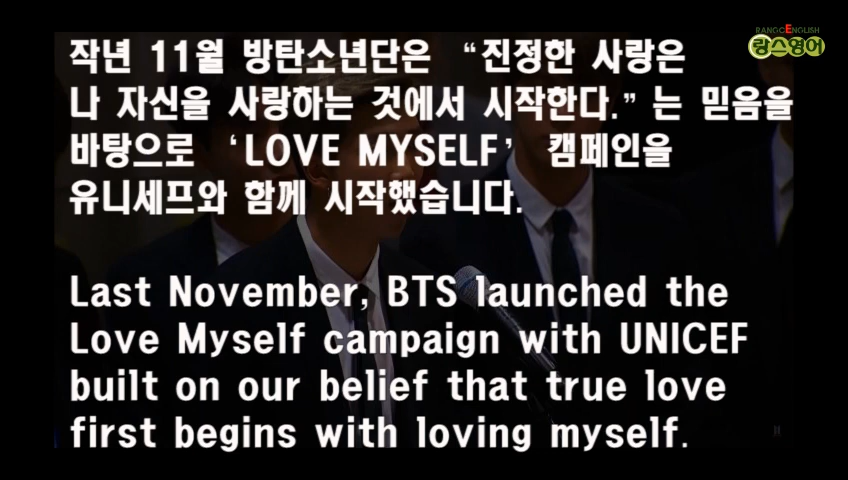 RANGCENGLISH
랑스영어
작년 11월 방탄소년단은 “진정한 사랑은
나 자신을 사랑하는 것에서 시작한다.” 는 믿음을
바탕으로 ‘LOVE MYSELF’ 캠페인을
유니세프와 함께 시작했습니다.
Last November, BTS launched the
Love Myself campaign with UNICEF
built on our belief that true love
first begins with loving myself.